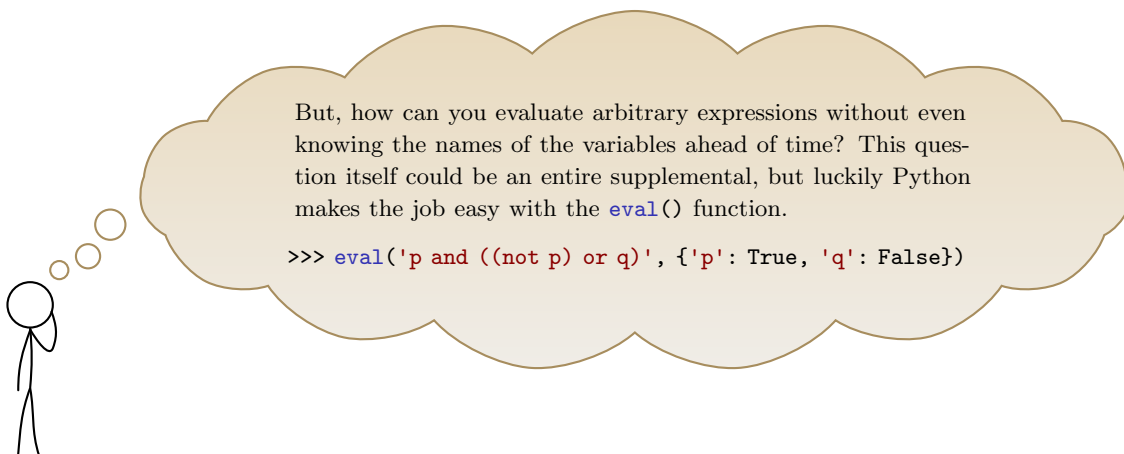 But, how can you evaluate arbitrary expressions without even
knowing the names of the variables ahead of time? This ques-
tion itself could be an entire supplemental, but luckily Python
makes the job easy with the eval() function.
>>> eval('p and ((not p) or q)', {'p': True, 'q': False})